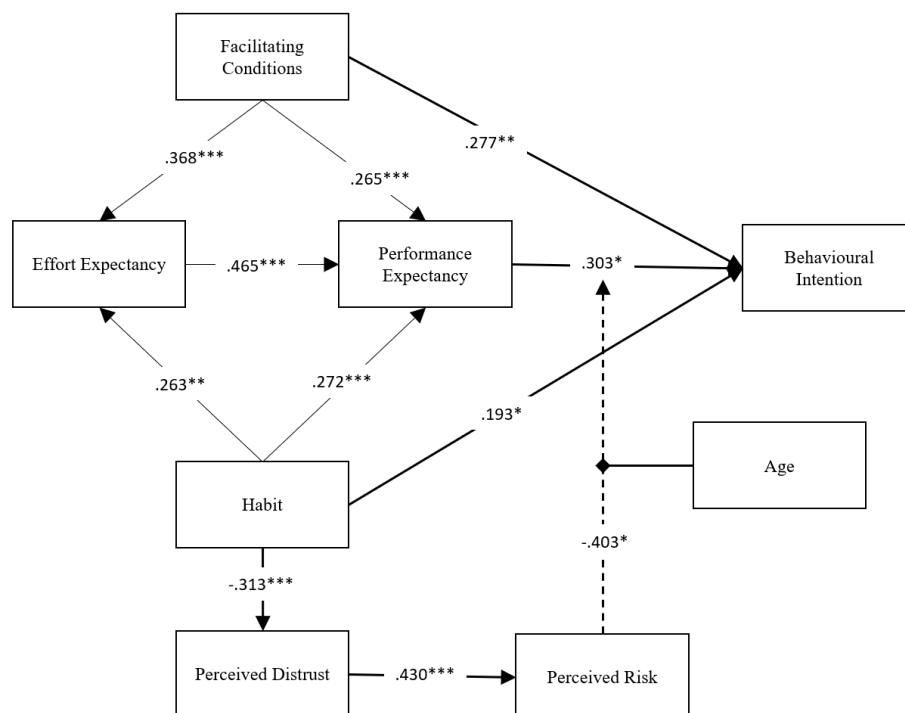 Facilitating
Conditions
.277**
.368***
.265***
Effort Expectancy
.465***
Performance
Expectancy
.303*
Behavioural
Intention
.263**
.272***
.193*
Age
Habit
-.403*
-.313***
Perceived Distrust
.430***
Perceived Risk